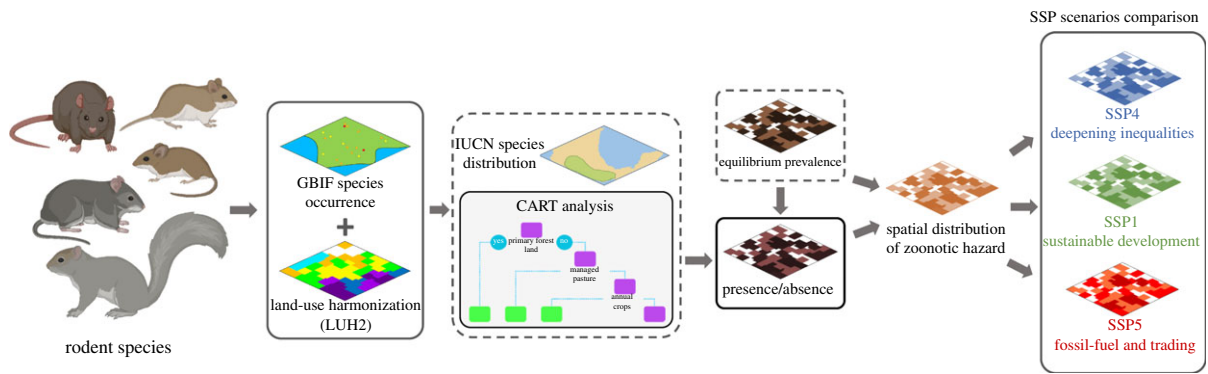 rodent species
GBIF species
occurrence
+
land-use harmonization
(LUH2)
IUCN species
distribution
CART analysis
yes
primary forest
land
no
managed
pasture
annual
crops
equilibrium prevalence
presence/absence
spatial distribution
of zoonotic hazard
SSP scenarios comparison
SSP4
deepening inequalities
SSP1
sustainable development
SSP5
fossil-fuel and trading